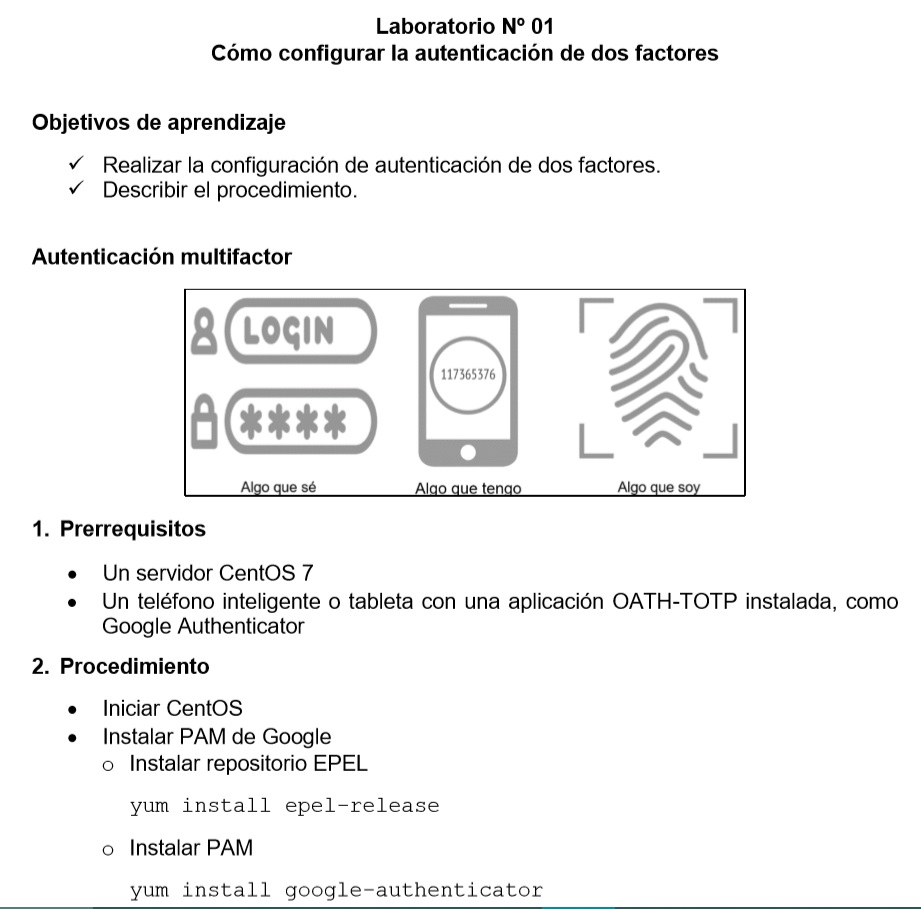 Laboratorio Nº 01
Cómo configurar la autenticación de dos factores
Objetivos de aprendizaje
✓ Realizar la configuración de autenticación de dos factores.
✓ Describir el procedimiento.
Autenticación multifactor
LOGIN
117365376
****
Algo que sé
Algo que tengo
Algo que soy
1. Prerrequisitos
• Un servidor CentOS 7
• Un teléfono inteligente o tableta con una aplicación OATH-TOTP instalada, como
Google Authenticator
2. Procedimiento
• Iniciar CentOS
• Instalar PAM de Google
o Instalar repositorio EPEL
yum install epel-release
o Instalar PAM
yum install google-authenticator